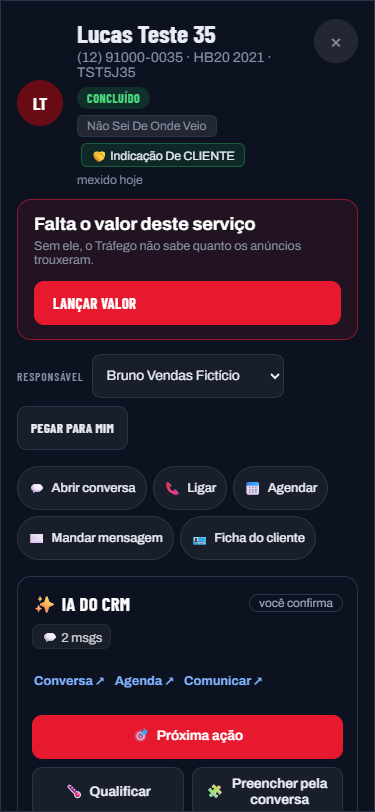 Lucas Teste 35
(12) 91000-0035 · HB20 2021 ·
TST5J35
×
LT
CONCLUÍDO
Não Sei De Onde Veio
Indicação De CLIENTE
mexido hoje
Falta o valor deste serviço
Sem ele, o Tráfego não sabe quanto os anúncios
trouxeram.
LANÇAR VALOR
RESPONSÁVEL
Bruno Vendas Fictício
PEGAR PARA MIM
Abrir conversa
Ligar
Agendar
Mandar mensagem
Ficha do cliente
IA DO CRM
você confirma
2 msgs
Conversa↗ Agenda↗ Comunicar↗
Próxima ação
Qualificar
Preencher pela
conversa